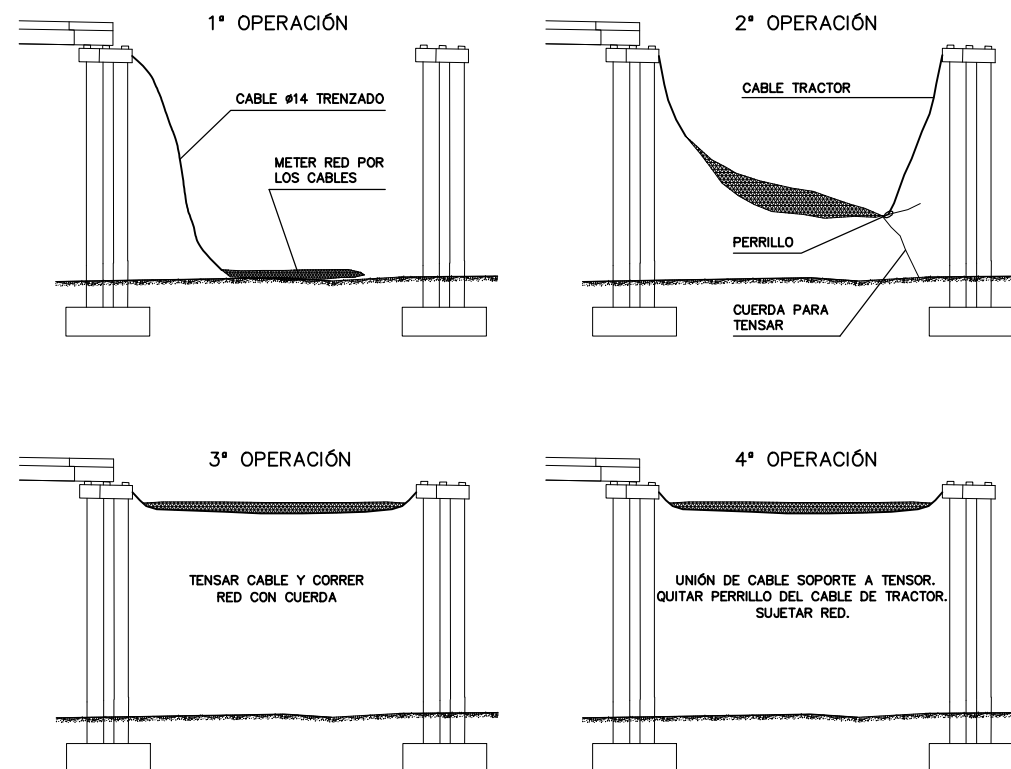 1ª OPERACIÓN
CABLE ø14 TRENZADO
METER RED POR
LOS CABLES
2ª OPERACIÓN
CABLE TRACTOR
PERRILLO
CUERDA PARA
TENSAR
3ª OPERACIÓN
TENSAR CABLE Y CORRER
RED CON CUERDA
4ª OPERACIÓN
UNIÓN DE CABLE SOPORTE A TENSOR.
QUITAR PERRILLO DEL CABLE DE TRACTOR.
SUJETAR RED.